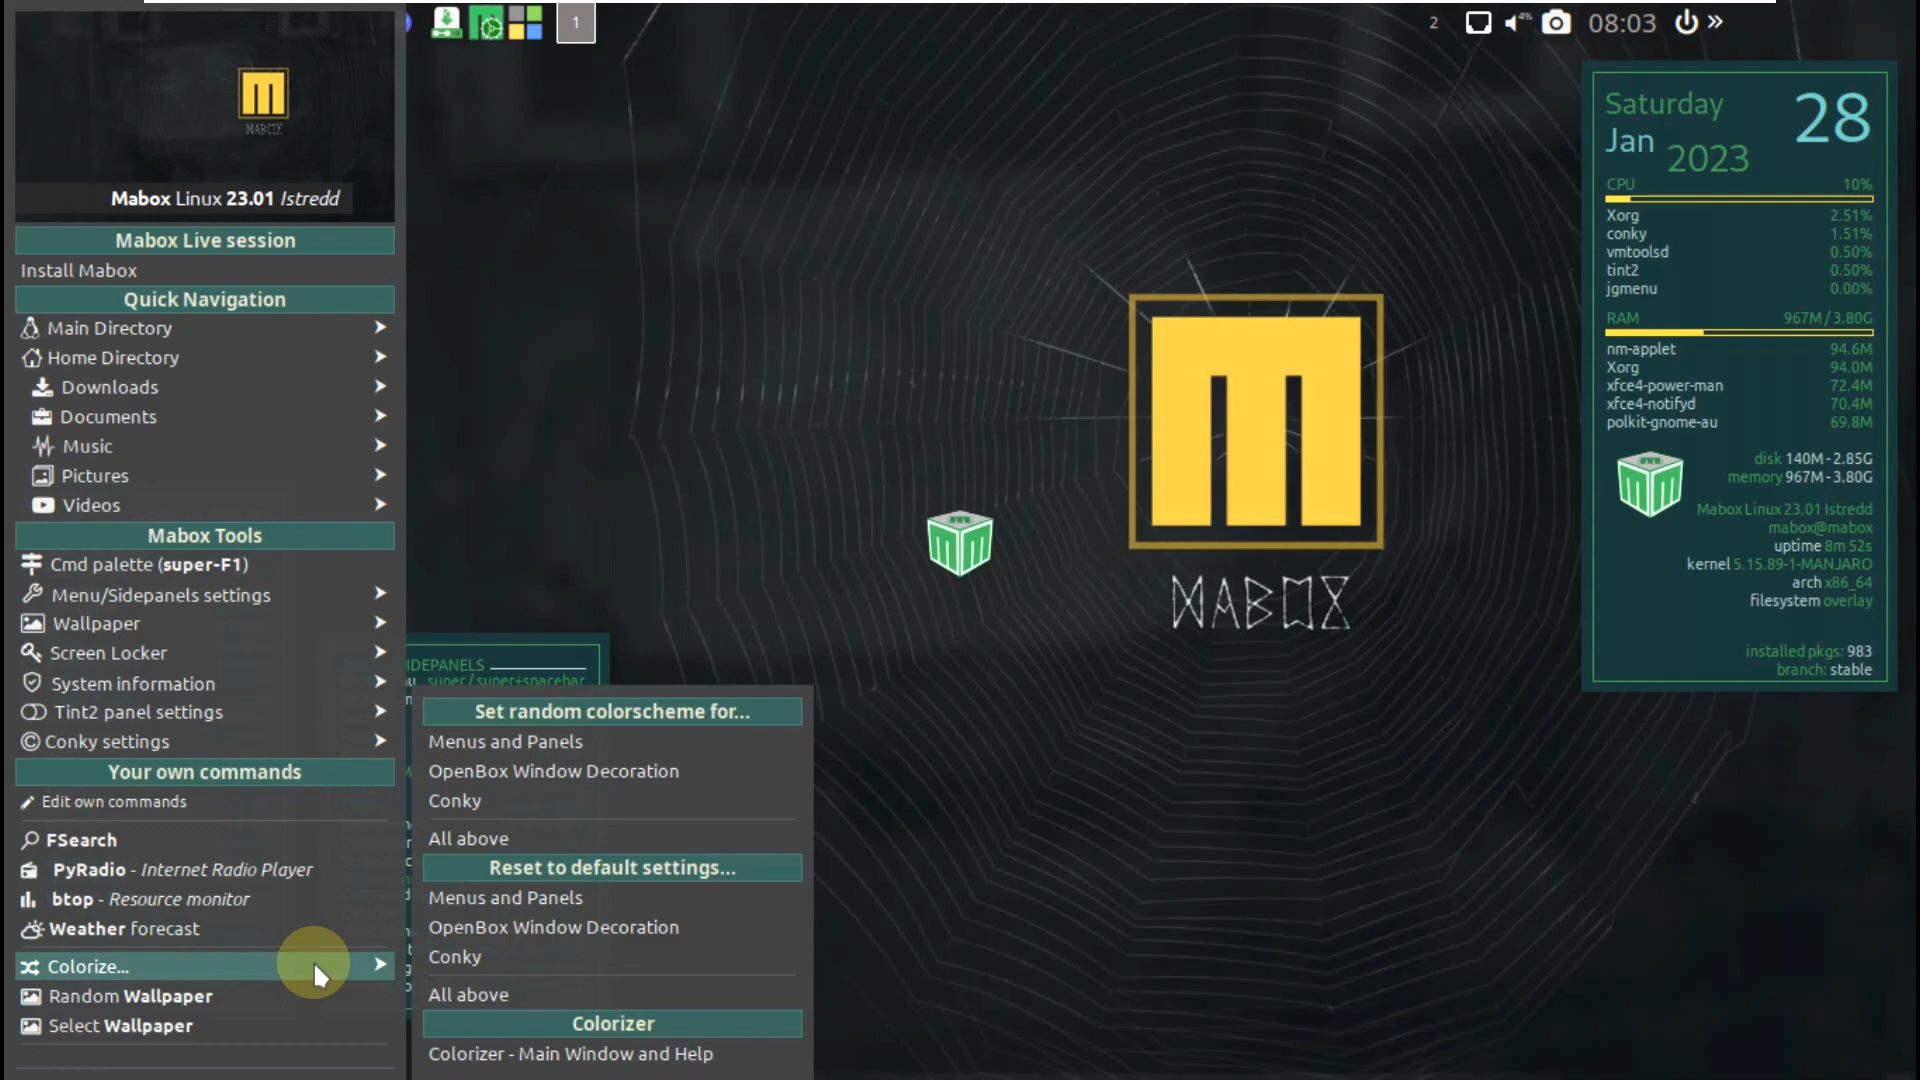 MABOX
Mabox Linux 23.01 Istredd
Mabox Live session
Install Mabox
Quick Navigation
Main Directory
Home Directory
Downloads
Documents
Music
Pictures
Videos
Mabox Tools
Cmd palette (super-F1)
Menu/Sidepanels settings
Wallpaper
Screen Locker
System information
Tint2 panel settings
Conky settings
Your own commands
Edit own commands
FSearch
PyRadio - Internet Radio Player
btop - Resource monitor
Weather forecast
Colorize...
Random Wallpaper
Select Wallpaper
1
2
4%
08:03
IDEPANELS
super / super+spacebar
Set random colorscheme for...
Menus and Panels
OpenBox Window Decoration
Conky
All above
Reset to default settings...
Menus and Panels
OpenBox Window Decoration
Conky
All above
Colorizer
Colorizer - Main Window and Help
MABOX
Saturday
28
Jan
2023
CPU 10%
Xorg 2.51%
conky 1.51%
vmtoolsd 0.50%
tint2 0.50%
jgmenu 0.00%
RAM 967M / 3.80G
nm-applet 94.6M
Xorg 94.0M
xfce4-power-man 72.4M
xfce4-notifyd 70.4M
polkit-gnome-au 69.8M
disk 140M - 2.85G
memory 967M - 3.80G
Mabox Linux 23.01 Istredd
mabox@mabox
uptime 8m 52s
kernel 5.15.89-1-MANJARO
arch x86_64
filesystem overlay
installed pkgs: 983
branch: stable